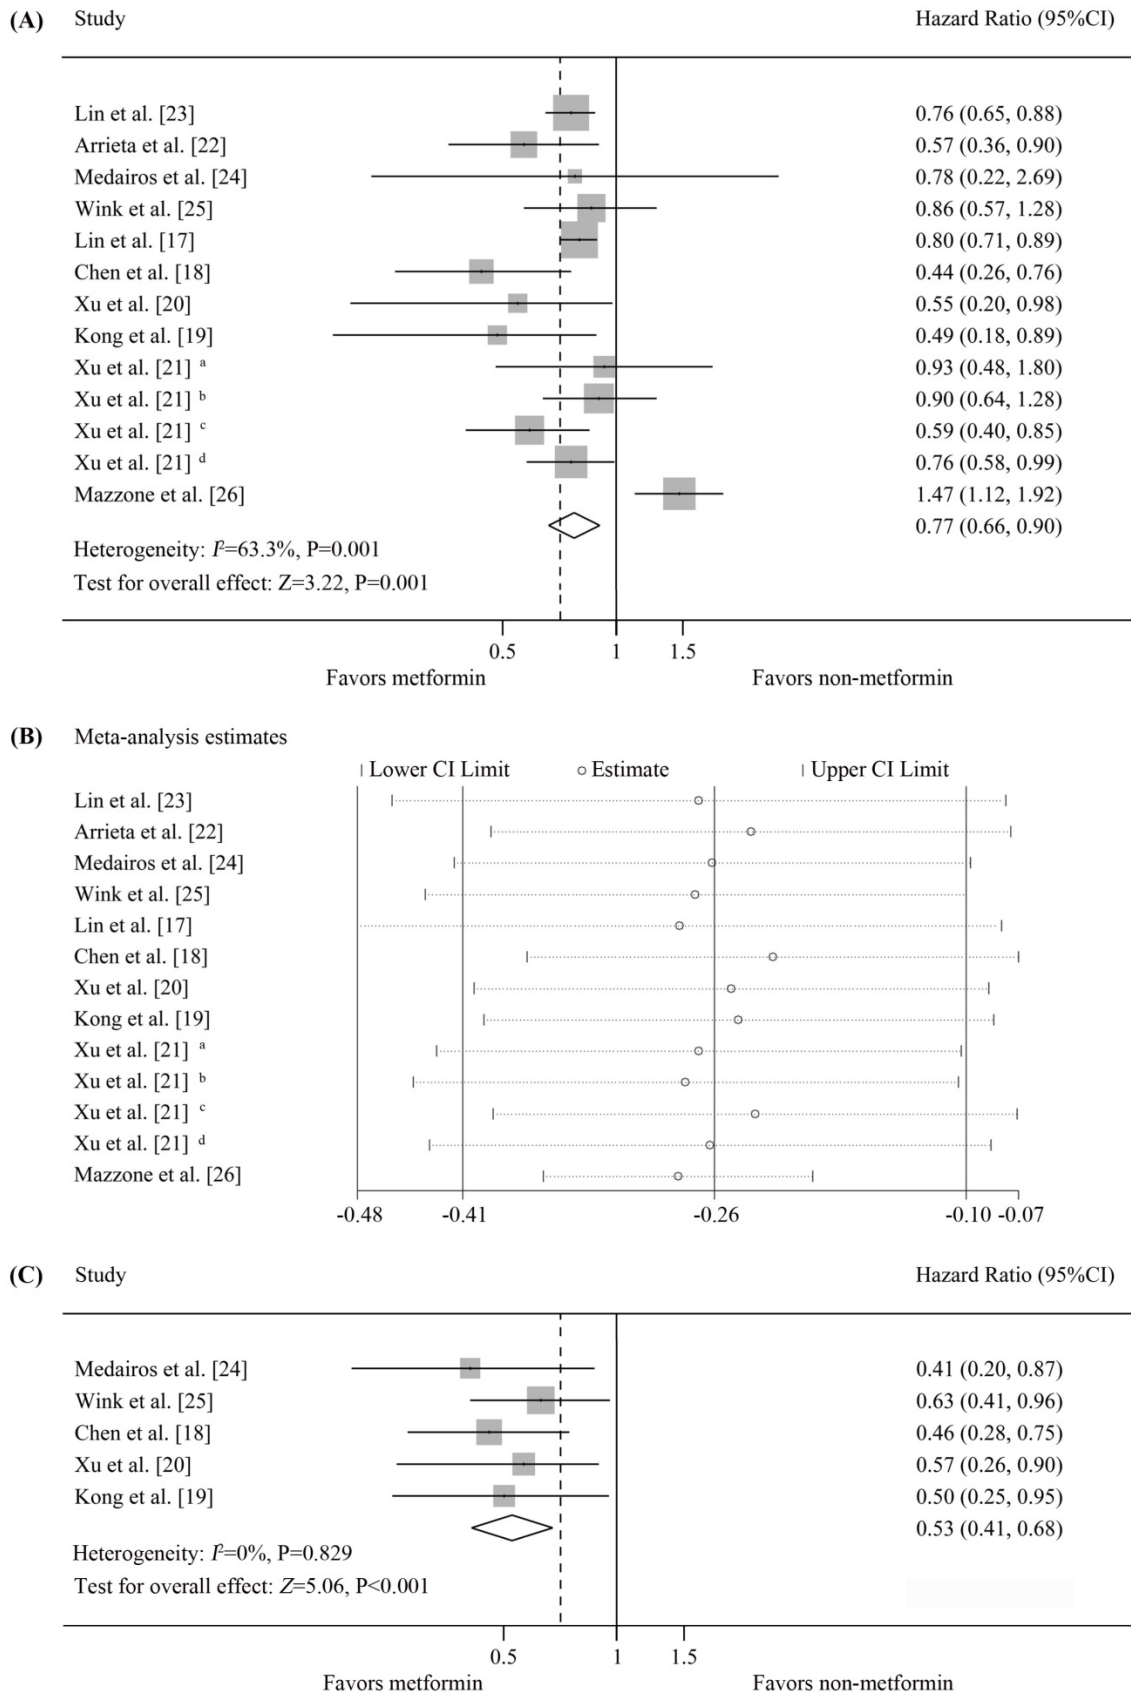 (A) Study Hazard Ratio (95%CI)
Lin et al. [23] 0.76 (0.65, 0.88)
Arrieta et al. [22] 0.57 (0.36, 0.90)
Medairos et al. [24] 0.78 (0.22, 2.69)
Wink et al. [25] 0.86 (0.57, 1.28)
Lin et al. [17] 0.80 (0.71, 0.89)
Chen et al. [18] 0.44 (0.26, 0.76)
Xu et al. [20] 0.55 (0.20, 0.98)
Kong et al. [19] 0.49 (0.18, 0.89)
Xu et al. [21] a 0.93 (0.48, 1.80)
Xu et al. [21] b 0.90 (0.64, 1.28)
Xu et al. [21] c 0.59 (0.40, 0.85)
Xu et al. [21] d 0.76 (0.58, 0.99)
Mazzone et al. [26] 1.47 (1.12, 1.92)
0.77 (0.66, 0.90)
Heterogeneity: I²=63.3%, P=0.001
Test for overall effect: Z=3.22, P=0.001
0.5 1 1.5
Favors metformin Favors non-metformin
(B) Meta-analysis estimates
Lower CI Limit Estimate Upper CI Limit
Lin et al. [23]
Arrieta et al. [22]
Medairos et al. [24]
Wink et al. [25]
Lin et al. [17]
Chen et al. [18]
Xu et al. [20]
Kong et al. [19]
Xu et al. [21] a
Xu et al. [21] b
Xu et al. [21] c
Xu et al. [21] d
Mazzone et al. [26]
-0.48 -0.41 -0.26 -0.10 -0.07
(C) Study Hazard Ratio (95%CI)
Medairos et al. [24] 0.41 (0.20, 0.87)
Wink et al. [25] 0.63 (0.41, 0.96)
Chen et al. [18] 0.46 (0.28, 0.75)
Xu et al. [20] 0.57 (0.26, 0.90)
Kong et al. [19] 0.50 (0.25, 0.95)
0.53 (0.41, 0.68)
Heterogeneity: I²=0%, P=0.829
Test for overall effect: Z=5.06, P<0.001
0.5 1 1.5
Favors metformin Favors non-metformin